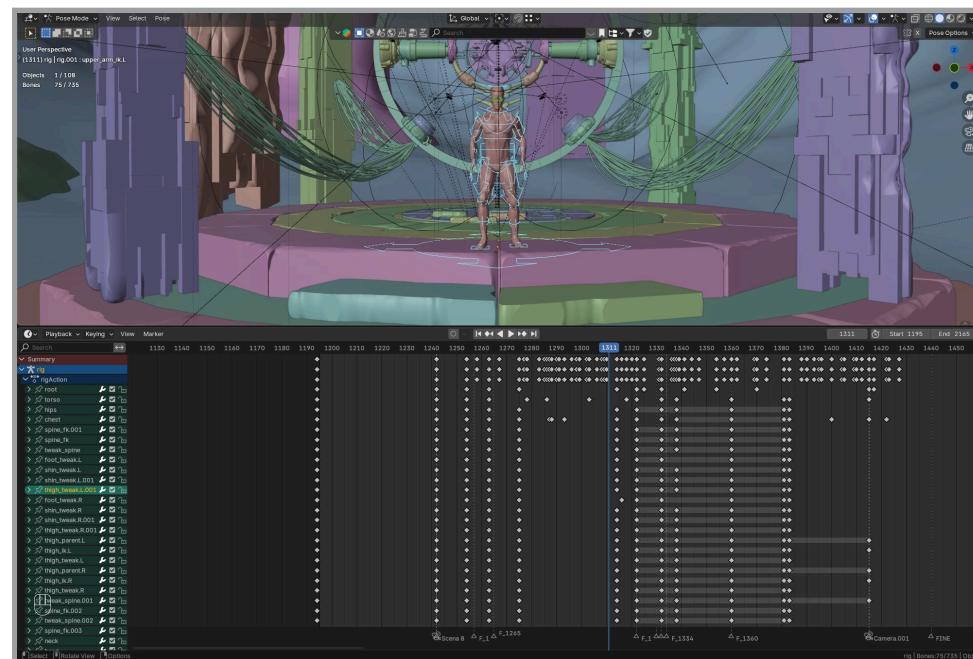 Pose Mode View Select Pose Global
Search Pose Options
User Perspective
(1311) rig | rig.001 : upper_arm_ik.L
Objects 1 / 108
Bones 75 / 735
Z
Playback Keying View Marker 1311 Start 1195 End 2165
Search 1130 1140 1150 1160 1170 1180 1190 1200 1210 1220 1230 1240 1250 1260 1270 1280 1290 1300 1311 1320 1330 1340 1350 1360 1370 1380 1390 1400 1410 1420 1430 1440 1450
Summary
rig
rigAction
root
torso
hips
chest
spine_fk.001
spine_fk
tweak_spine
foot_tweak.L
shin_tweak.L
shin_tweak.L.001
thigh_tweak.L.001
foot_tweak.R
shin_tweak.R
shin_tweak.R.001
thigh_tweak.R.001
thigh_parent.L
thigh_ik.L
thigh_tweak.L
thigh_parent.R
thigh_ik.R
thigh_tweak.R
tweak_spine.001
spine_fk.002
tweak_spine.002
spine_fk.003
neck
Scene 8 F_1 F_1265 F_1 F_1334 F_1360 Camera.001 FINE
Select Rotate View Options rig | Bones:75/735 |